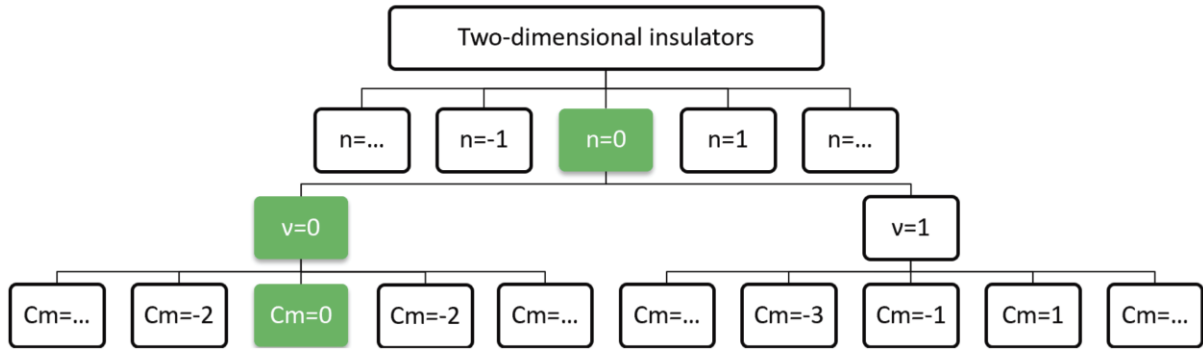 Two-dimensional insulators
n=...
n=-1
n=0
n=1
n=...
ν=0
ν=1
Cm=...
Cm=-2
Cm=0
Cm=-2
Cm=...
Cm=...
Cm=-3
Cm=-1
Cm=1
Cm=...